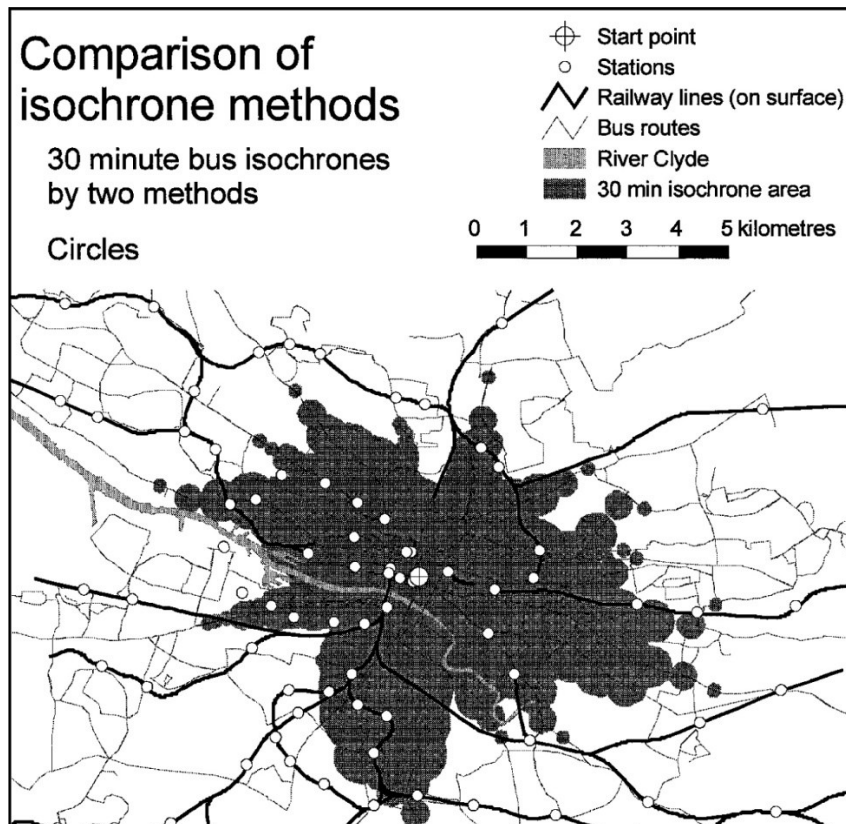 Comparison of
isochrone methods
30 minute bus isochrones
by two methods
Circles
Start point
Stations
Railway lines (on surface)
Bus routes
River Clyde
30 min isochrone area
0 1 2 3 4 5 kilometres